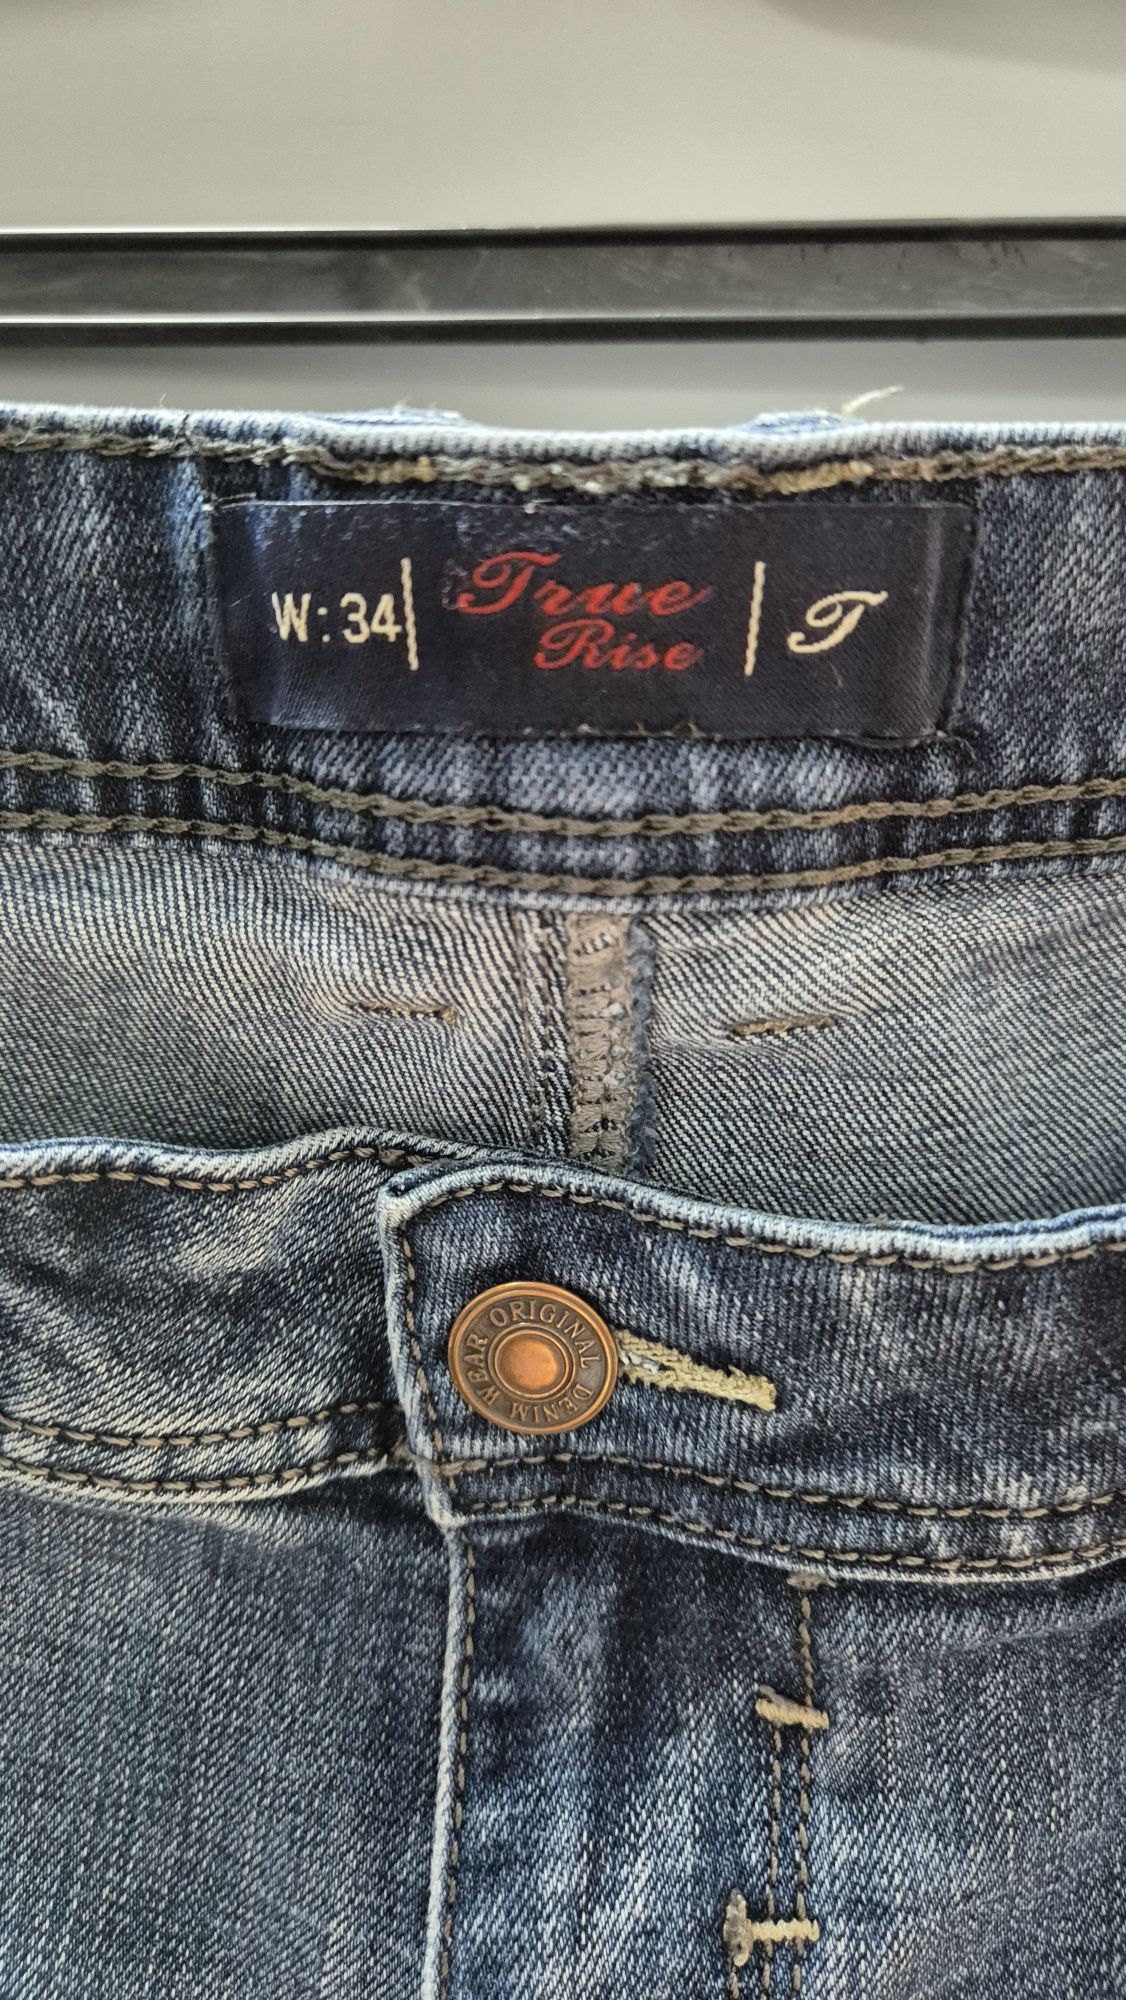 W: 34 | True Rise | T
ORIGINAL DENIM WEAR